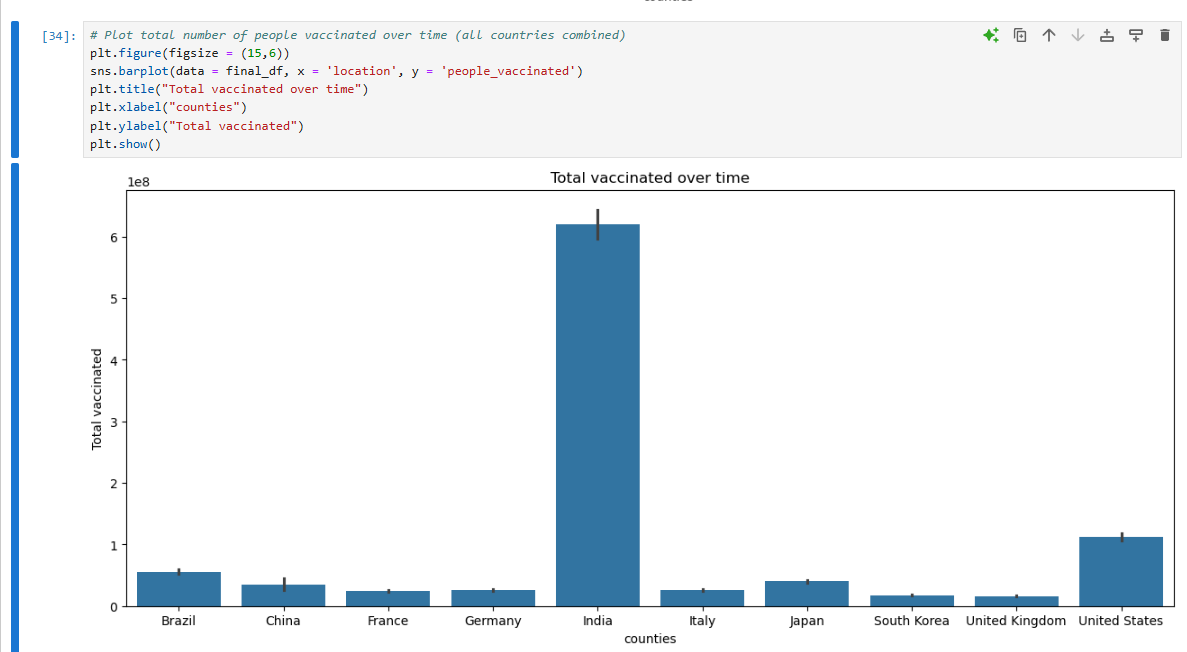 counties
[34]: # Plot total number of people vaccinated over time (all countries combined)
plt.figure(figsize = (15,6))
sns.barplot(data = final_df, x = 'location', y = 'people_vaccinated')
plt.title("Total vaccinated over time")
plt.xlabel("counties")
plt.ylabel("Total vaccinated")
plt.show()
Total vaccinated over time
1e8
6
5
4
3
2
1
0
Total vaccinated
Brazil China France Germany India Italy Japan South Korea United Kingdom United States
counties